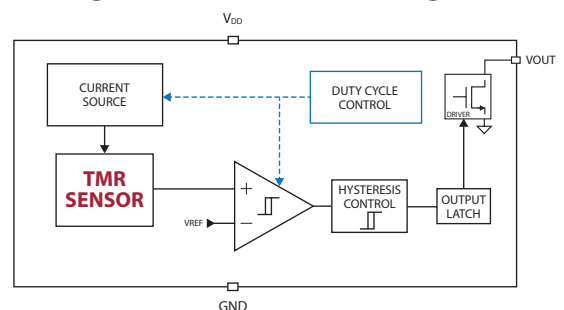 VDD
VOUT
CURRENT
SOURCE
DUTY CYCLE
CONTROL
DRIVER
TMR
SENSOR
+
HYSTERESIS
CONTROL
OUTPUT
LATCH
VREF
−
GND